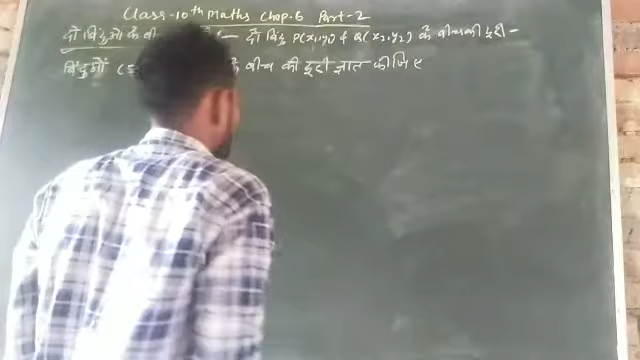 Class-10th Maths Chap.6 Part-2
दो बिंदुओं के बी — दो बिंदु P(x₁,y₁) & Q(x₂,y₂) के बीच की दूरी -
बिंदुओं के बीच की दूरी ज्ञात कीजिए